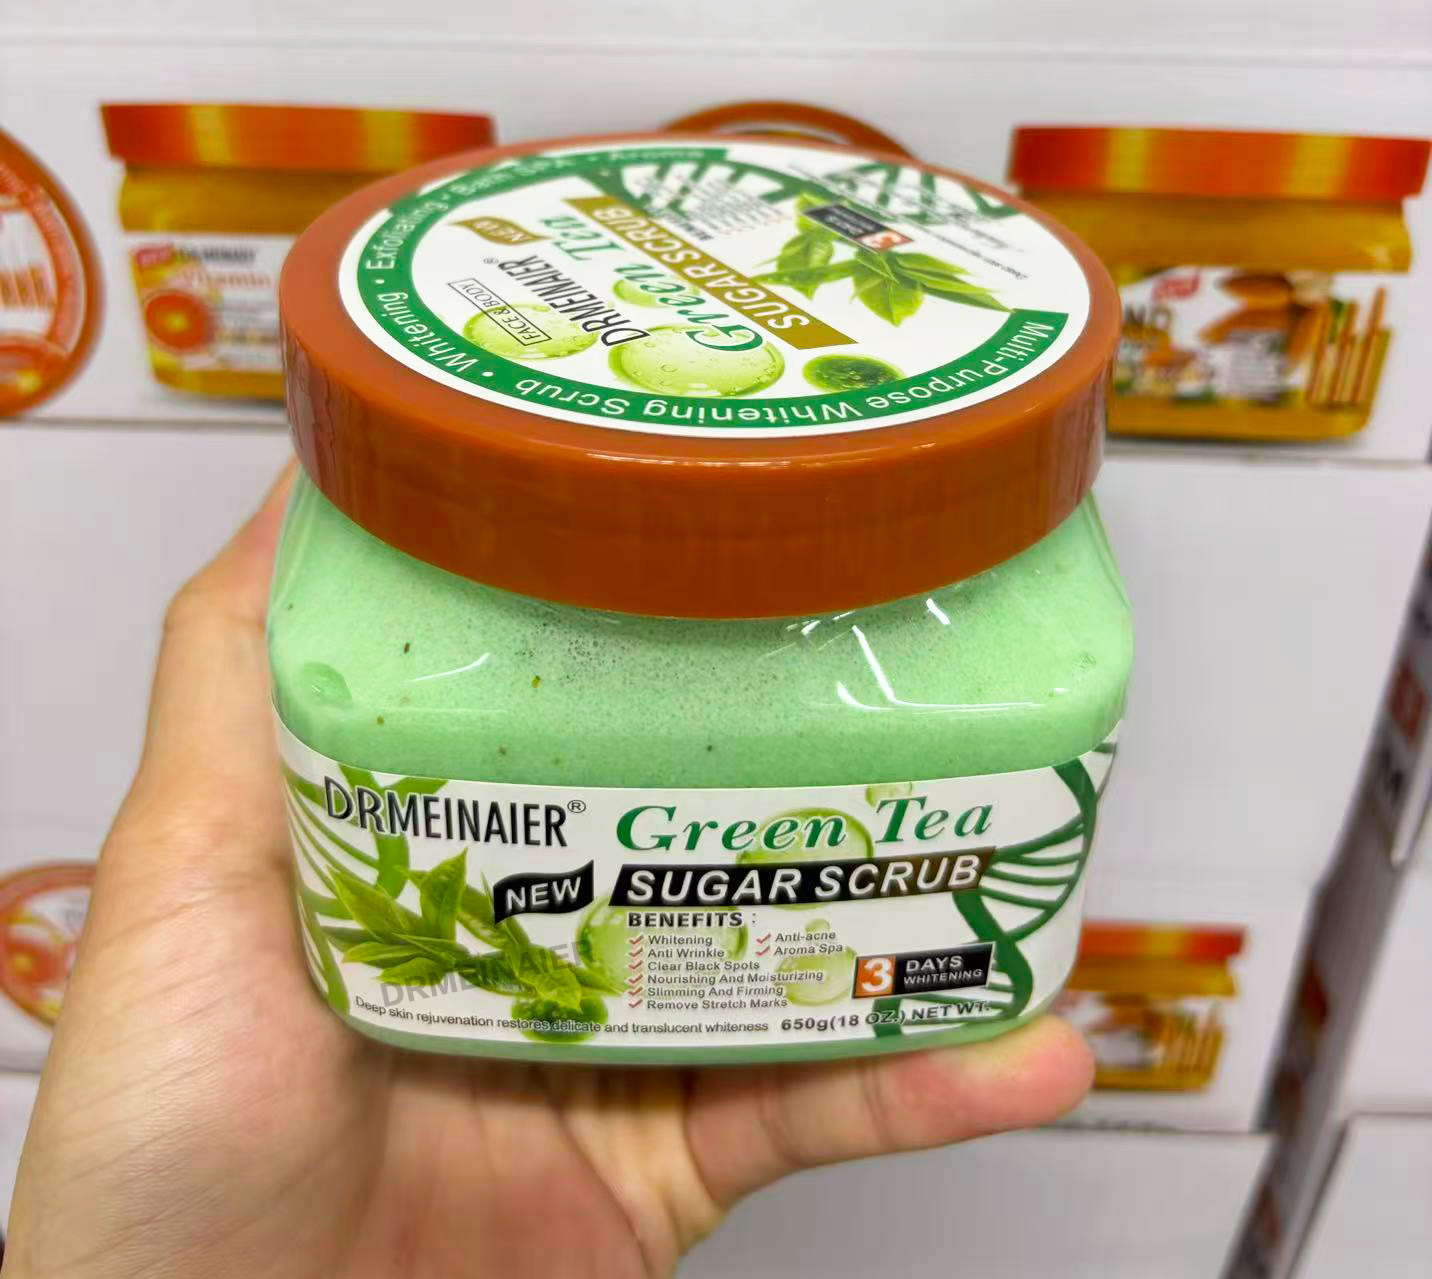 Exfoliating • Bath Salt • Aroma
Multi-Purpose Whitening Scrub • Whitening •
NEW
FACE & BODY
DRMEINAIER®
Green Tea
SUGAR SCRUB
3
DRMEINAIER®
Green Tea
NEW
SUGAR SCRUB
BENEFITS :
Whitening
Anti-acne
Anti Wrinkle
Aroma Spa
Clear Black Spots
Nourishing And Moisturizing
Slimming And Firming
Remove Stretch Marks
3 DAYS
WHITENING
DRMEINAIER
Deep skin rejuvenation restores delicate and translucent whiteness
650g(18 OZ.) NET WT.
Vitamin